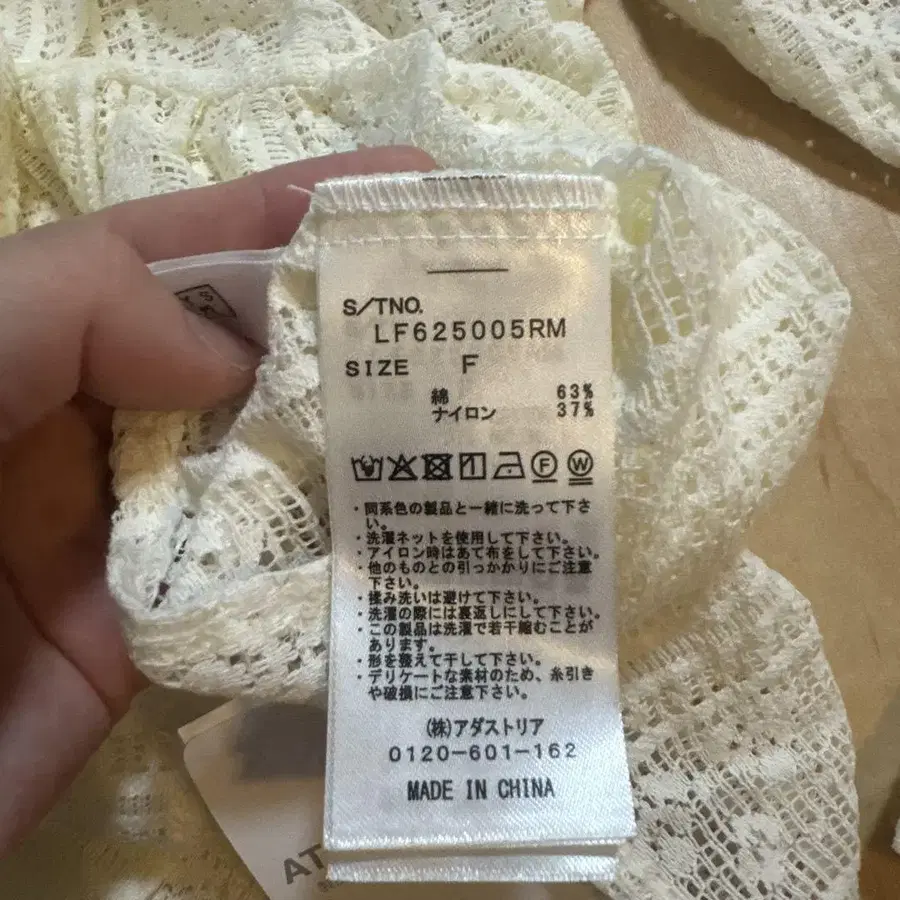 S/TNO.
LF625005RM
SIZE F
綿 63%
ナイロン 37%
F W
・同系色の製品と一緒に洗って下さ
い。
・洗濯ネットを使用して下さい。
・アイロン時はあて布をして下さい。
・他のものとの引っかかりにご注意
下さい。
・揉み洗いは避けて下さい。
・洗濯の際には裏返しにして下さい。
・この製品は洗濯で若干縮むことが
あります。
・形を整えて干して下さい。
・デリケートな素材のため、糸引き
や破損にご注意下さい。
(株)アダストリア
0120-601-162
MADE IN CHINA
AT